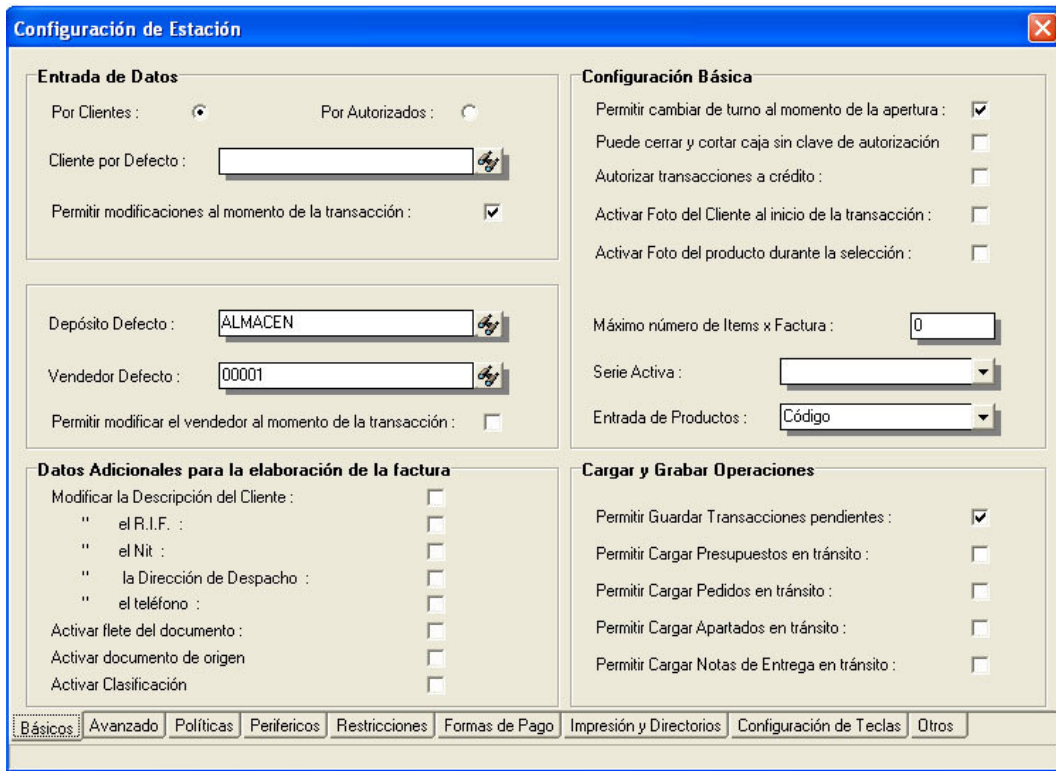 Configuración de Estación
Entrada de Datos
Por Clientes :
Por Autorizados :
Cliente por Defecto :
Permitir modificaciones al momento de la transacción :
Depósito Defecto :
ALMACEN
Vendedor Defecto :
00001
Permitir modificar el vendedor al momento de la transacción :
Datos Adicionales para la elaboración de la factura
Modificar la Descripción del Cliente :
" el R.I.F. :
" el Nit :
" la Dirección de Despacho :
" el teléfono :
Activar flete del documento :
Activar documento de origen
Activar Clasificación
Configuración Básica
Permitir cambiar de turno al momento de la apertura :
Puede cerrar y cortar caja sin clave de autorización
Autorizar transacciones a crédito :
Activar Foto del Cliente al inicio de la transacción :
Activar Foto del producto durante la selección :
Máximo número de Items x Factura :
0
Serie Activa :
Entrada de Productos :
Código
Cargar y Grabar Operaciones
Permitir Guardar Transacciones pendientes :
Permitir Cargar Presupuestos en tránsito :
Permitir Cargar Pedidos en tránsito :
Permitir Cargar Apartados en tránsito :
Permitir Cargar Notas de Entrega en tránsito :
Básicos Avanzado Políticas Perifericos Restricciones Formas de Pago Impresión y Directorios Configuración de Teclas Otros